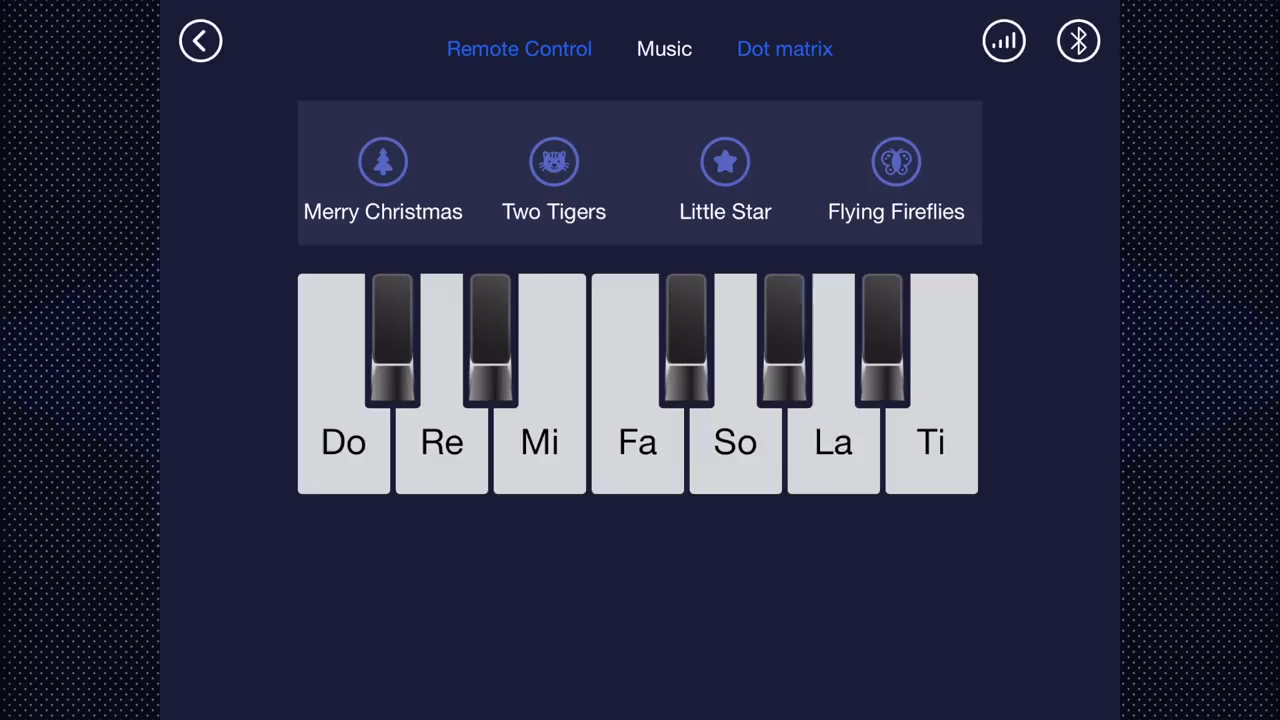 Remote Control Music Dot matrix
Merry Christmas Two Tigers Little Star Flying Fireflies
Do Re Mi Fa So La Ti